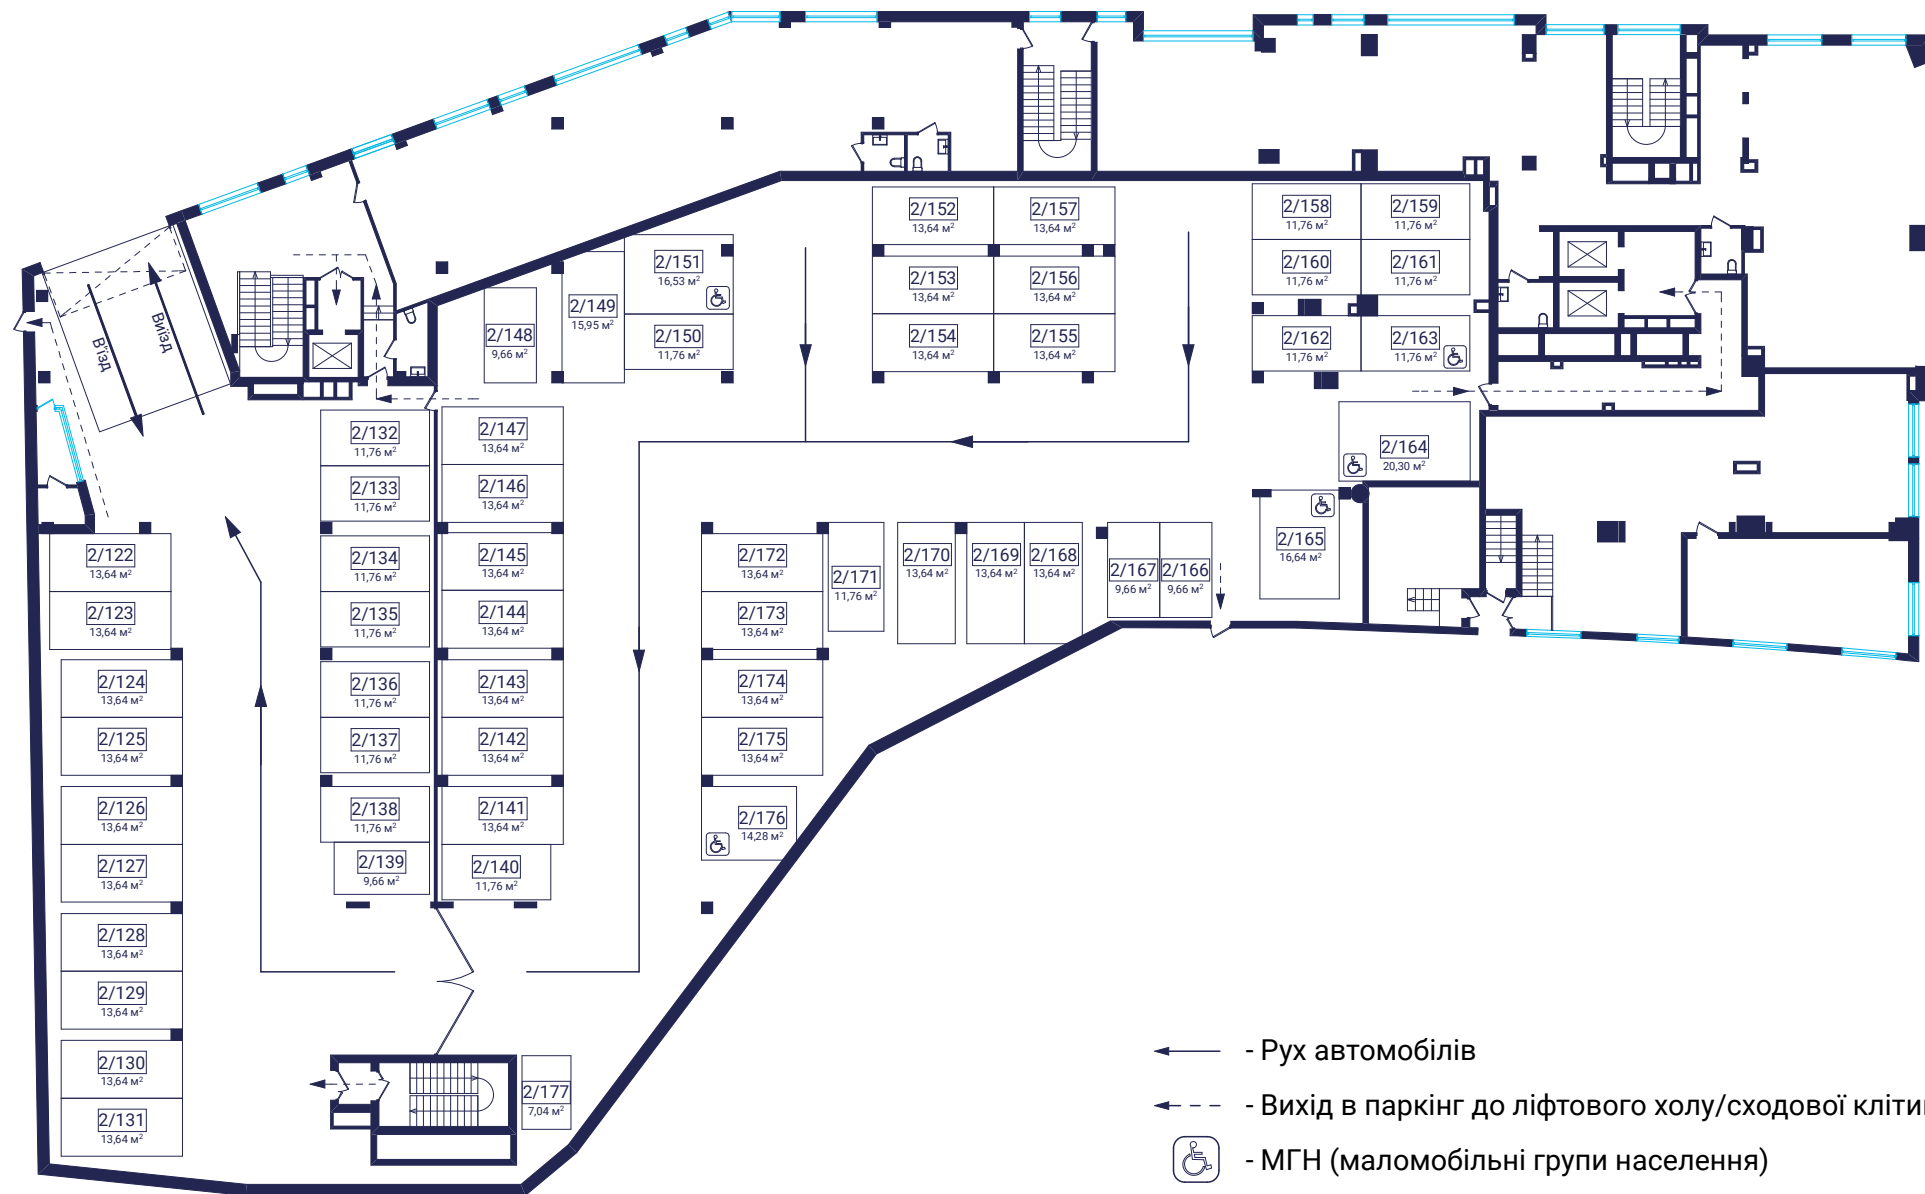 2/152
13,64 м²
2/157
13,64 м²
2/158
11,76 м²
2/159
11,76 м²
2/151
16,53 м²
2/153
13,64 м²
2/156
13,64 м²
2/160
11,76 м²
2/161
11,76 м²
2/149
15,95 м²
2/148
9,66 м²
2/150
11,76 м²
2/154
13,64 м²
2/155
13,64 м²
2/162
11,76 м²
2/163
11,76 м²
В'їзд
Виїзд
2/132
11,76 м²
2/147
13,64 м²
2/164
20,30 м²
2/133
11,76 м²
2/146
13,64 м²
2/122
13,64 м²
2/134
11,76 м²
2/145
13,64 м²
2/172
13,64 м²
2/171
11,76 м²
2/170
13,64 м²
2/169
13,64 м²
2/168
13,64 м²
2/167
9,66 м²
2/166
9,66 м²
2/165
16,64 м²
2/123
13,64 м²
2/135
11,76 м²
2/144
13,64 м²
2/173
13,64 м²
2/124
13,64 м²
2/136
11,76 м²
2/143
13,64 м²
2/174
13,64 м²
2/125
13,64 м²
2/137
11,76 м²
2/142
13,64 м²
2/175
13,64 м²
2/126
13,64 м²
2/138
11,76 м²
2/141
13,64 м²
2/176
14,28 м²
2/127
13,64 м²
2/139
9,66 м²
2/140
11,76 м²
2/128
13,64 м²
2/129
13,64 м²
2/130
13,64 м²
2/131
13,64 м²
2/177
7,04 м²
- Рух автомобілів
- Вихід в паркінг до ліфтового холу/сходової кліти
- МГН (маломобільні групи населення)